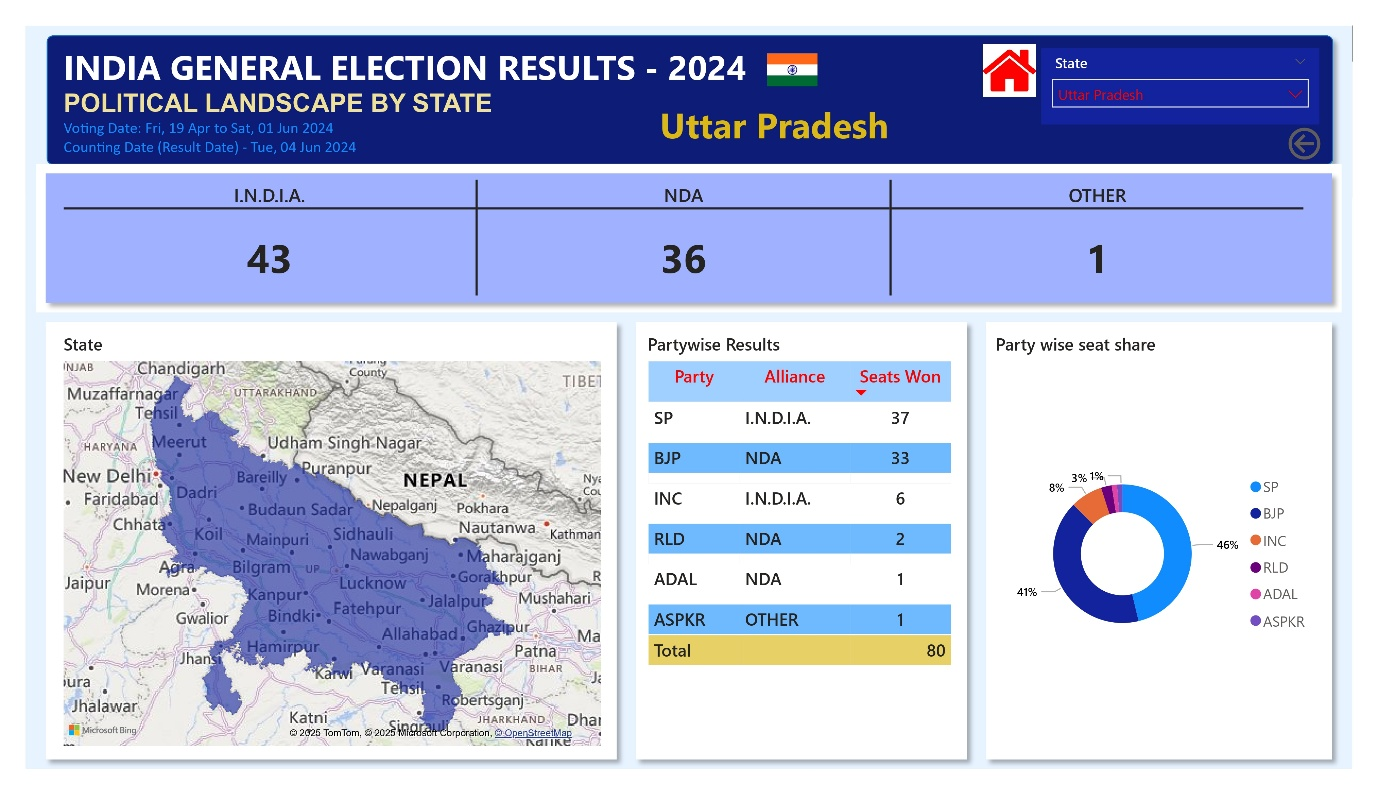 INDIA GENERAL ELECTION RESULTS - 2024
POLITICAL LANDSCAPE BY STATE
Voting Date: Fri, 19 Apr to Sat, 01 Jun 2024
Counting Date (Result Date) - Tue, 04 Jun 2024
Uttar Pradesh
State
Uttar Pradesh
I.N.D.I.A. NDA OTHER
43 36 1
State
NJAB
Chandigarh
County
TIBET
Muzaffarnagar
Tehsil
UTTARAKHAND
HARYANA
Meerut
Udham Singh Nagar
New Delhi
Bareilly
Puranpur
NEPAL
Faridabad
Dadri
Budaun Sadar
Nepalganj
Pokhara
Chhata
Koil
Mainpuri
Sidhauli
Nautanwa
Kathman
Nawabganj
Maharajganj
Agra
Bilgram
UP
Lucknow
Gorakhpur
Jaipur
Morena
Kanpur
Fatehpur
Jalalpur
Mushahari
Gwalior
Bindki
Allahabad
Ghazipur
Patna
Jhansi
Hamirpur
Karwi
Varanasi
Tehsil
Varanasi
BIHAR
Jhalawar
Robertsganj
Katni
Singrauli
JHARKHAND
Microsoft Bing
© 2025 TomTom, © 2025 Microsoft Corporation, © OpenStreetMap
Partywise Results
Party Alliance Seats Won
SP I.N.D.I.A. 37
BJP NDA 33
INC I.N.D.I.A. 6
RLD NDA 2
ADAL NDA 1
ASPKR OTHER 1
Total 80
Party wise seat share
46%
41%
8%
3%
1%
SP
BJP
INC
RLD
ADAL
ASPKR